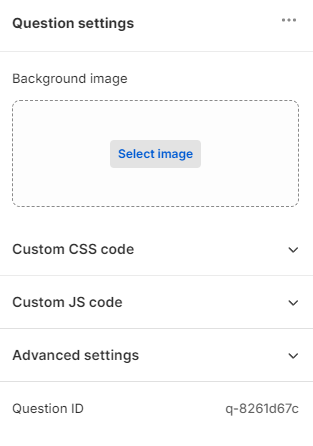 Question settings
Background image
Select image
Custom CSS code
Custom JS code
Advanced settings
Question ID q-8261d67c